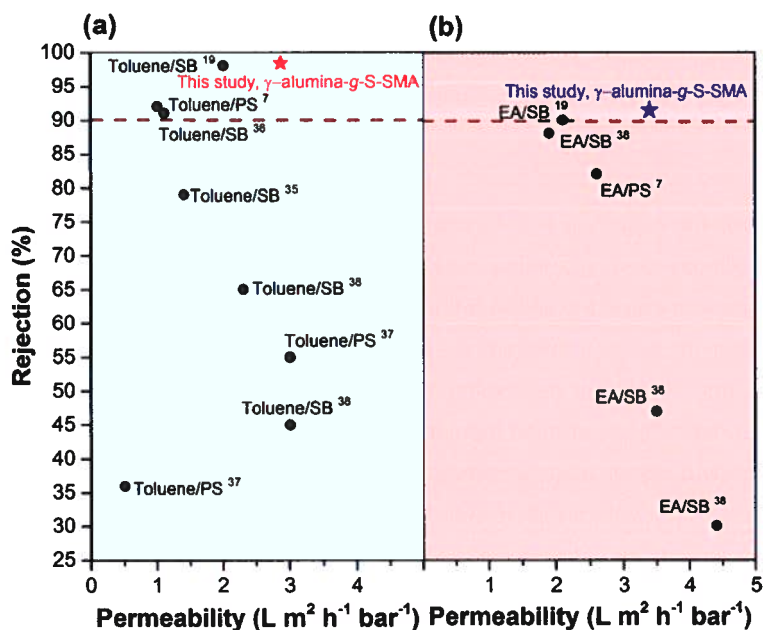 (a)
(b)
Rejection (%)
100
95
90
85
80
75
70
65
60
55
50
45
40
35
30
25
Toluene/SB 19
This study, γ-alumina-g-S-SMA
Toluene/PS 7
Toluene/SB 36
Toluene/SB 35
Toluene/SB 38
Toluene/PS 37
Toluene/SB 38
Toluene/PS 37
This study, γ-alumina-g-S-SMA
EA/SB 19
EA/SB 38
EA/PS 7
EA/SB 38
EA/SB 38
0 1 2 3 4 1 2 3 4 5
Permeability (L m² h⁻¹ bar⁻¹) Permeability (L m² h⁻¹ bar⁻¹)